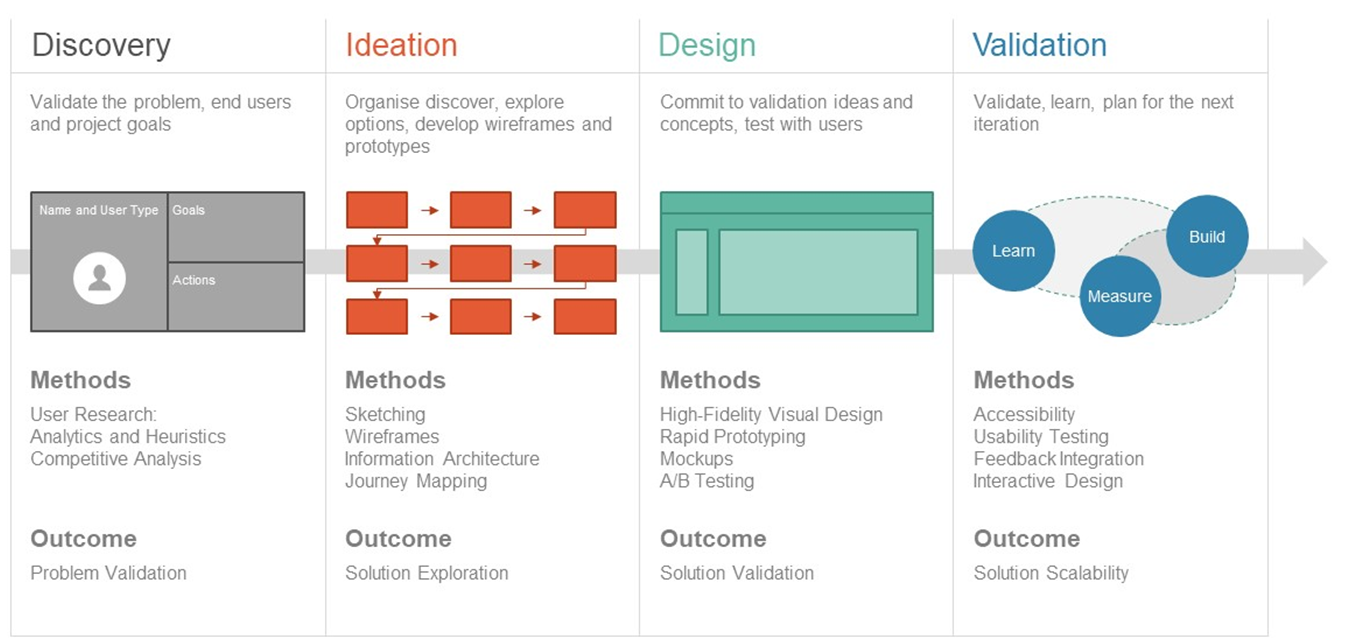 Discovery
Validate the problem, end users
and project goals
Name and User Type
Goals
Actions
Methods
User Research:
Analytics and Heuristics
Competitive Analysis
Outcome
Problem Validation
Ideation
Organise discover, explore
options, develop wireframes and
prototypes
Methods
Sketching
Wireframes
Information Architecture
Journey Mapping
Outcome
Solution Exploration
Design
Commit to validation ideas and
concepts, test with users
Methods
High-Fidelity Visual Design
Rapid Prototyping
Mockups
A/B Testing
Outcome
Solution Validation
Validation
Validate, learn, plan for the next
iteration
Learn
Build
Measure
Methods
Accessibility
Usability Testing
Feedback Integration
Interactive Design
Outcome
Solution Scalability